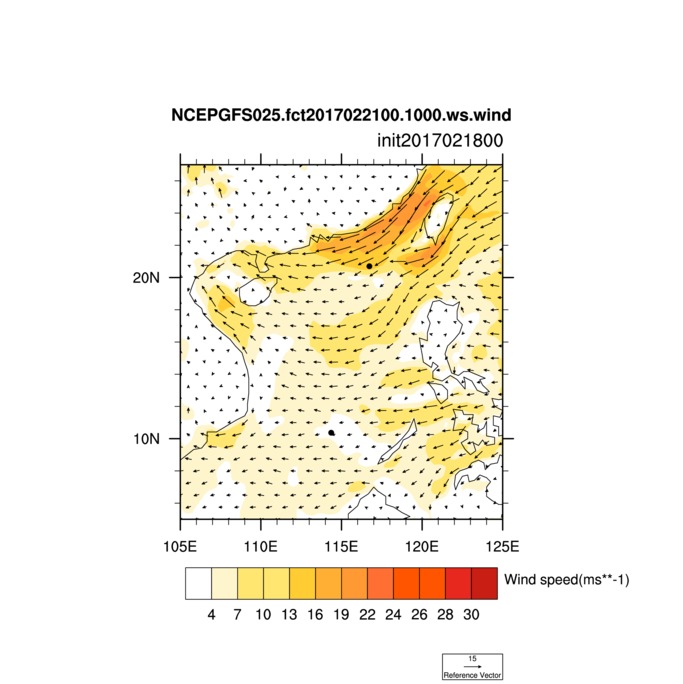 NCEPGFS025.fct2017022100.1000.ws.wind
init2017021800
20N
10N
105E 110E 115E 120E 125E
Wind speed(ms**-1)
4 7 10 13 16 19 22 24 26 28 30
15
Reference Vector